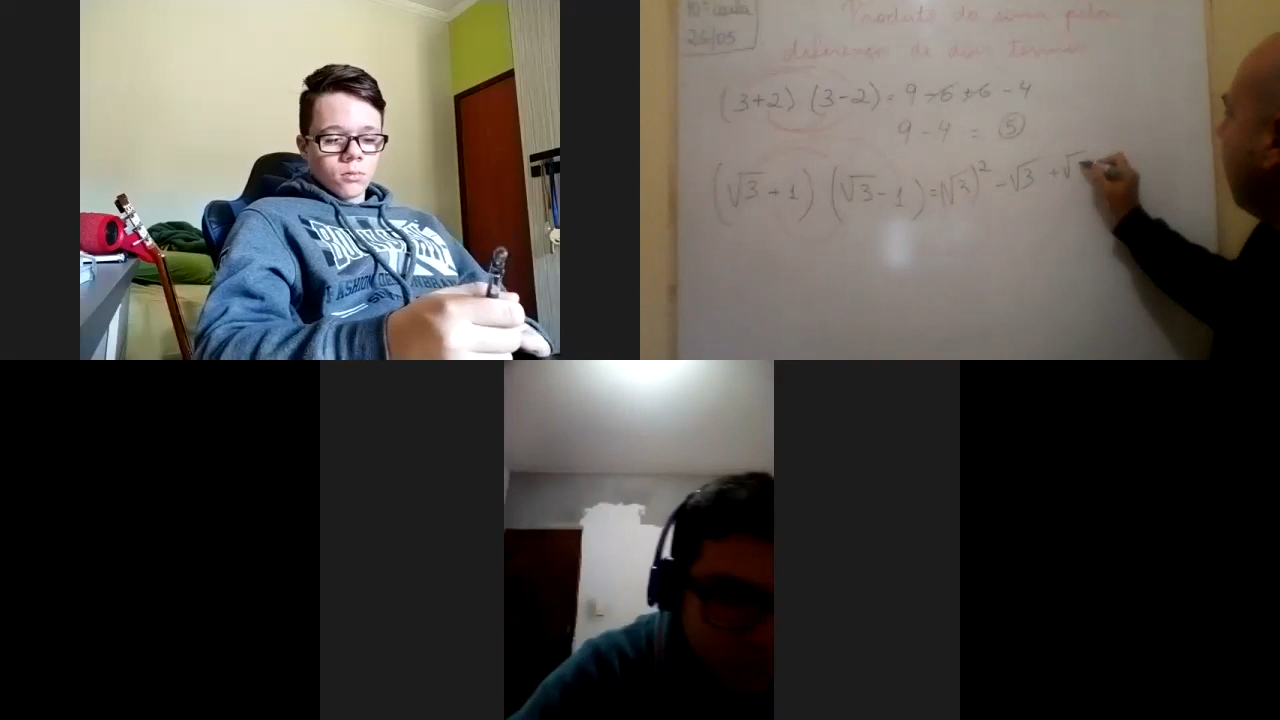 10ª aula
26/05
Produto da soma pela
diferença de dois termos
(3+2) (3-2) = 9 -6 +6 - 4
9 - 4 = 5
(√3 + 1) (√3 - 1) = (√3)² - √3 + √